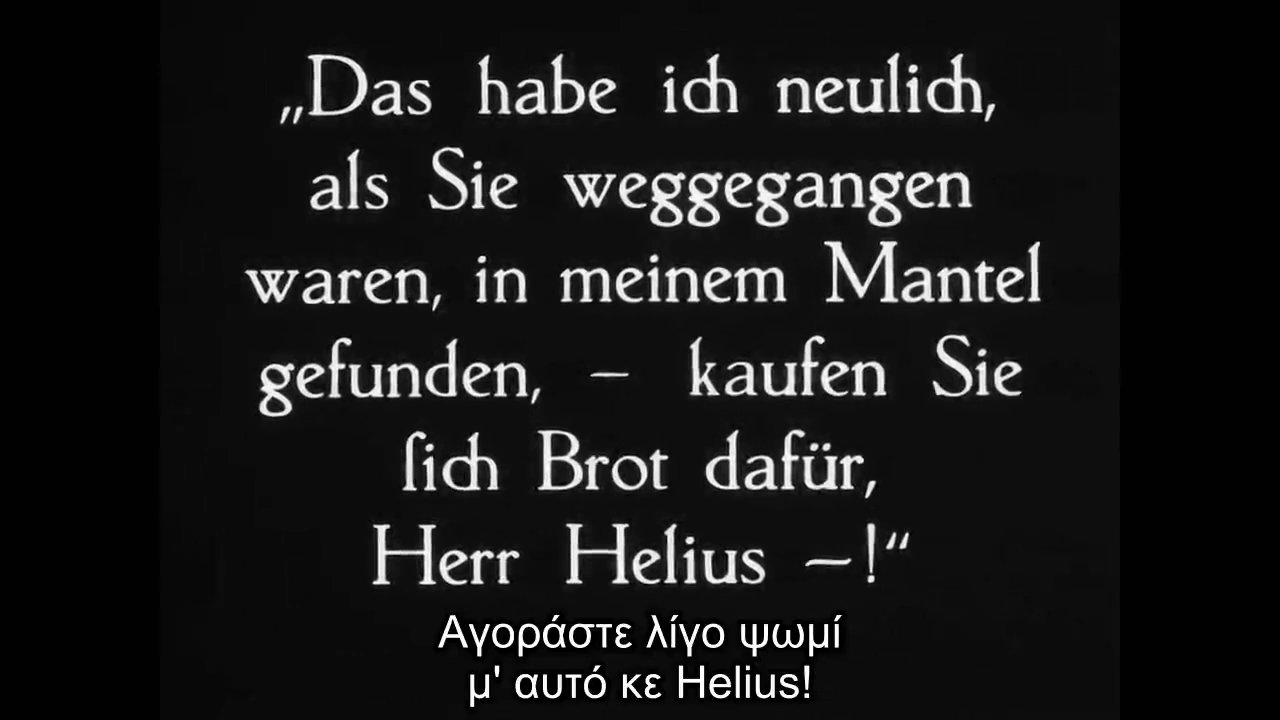 „Das habe ich neulich,
als Sie weggegangen
waren, in meinem Mantel
gefunden, – kaufen Sie
ſich Brot dafür,
Herr Helius –!“
Αγοράστε λίγο ψωμί
μ' αυτό κε Helius!